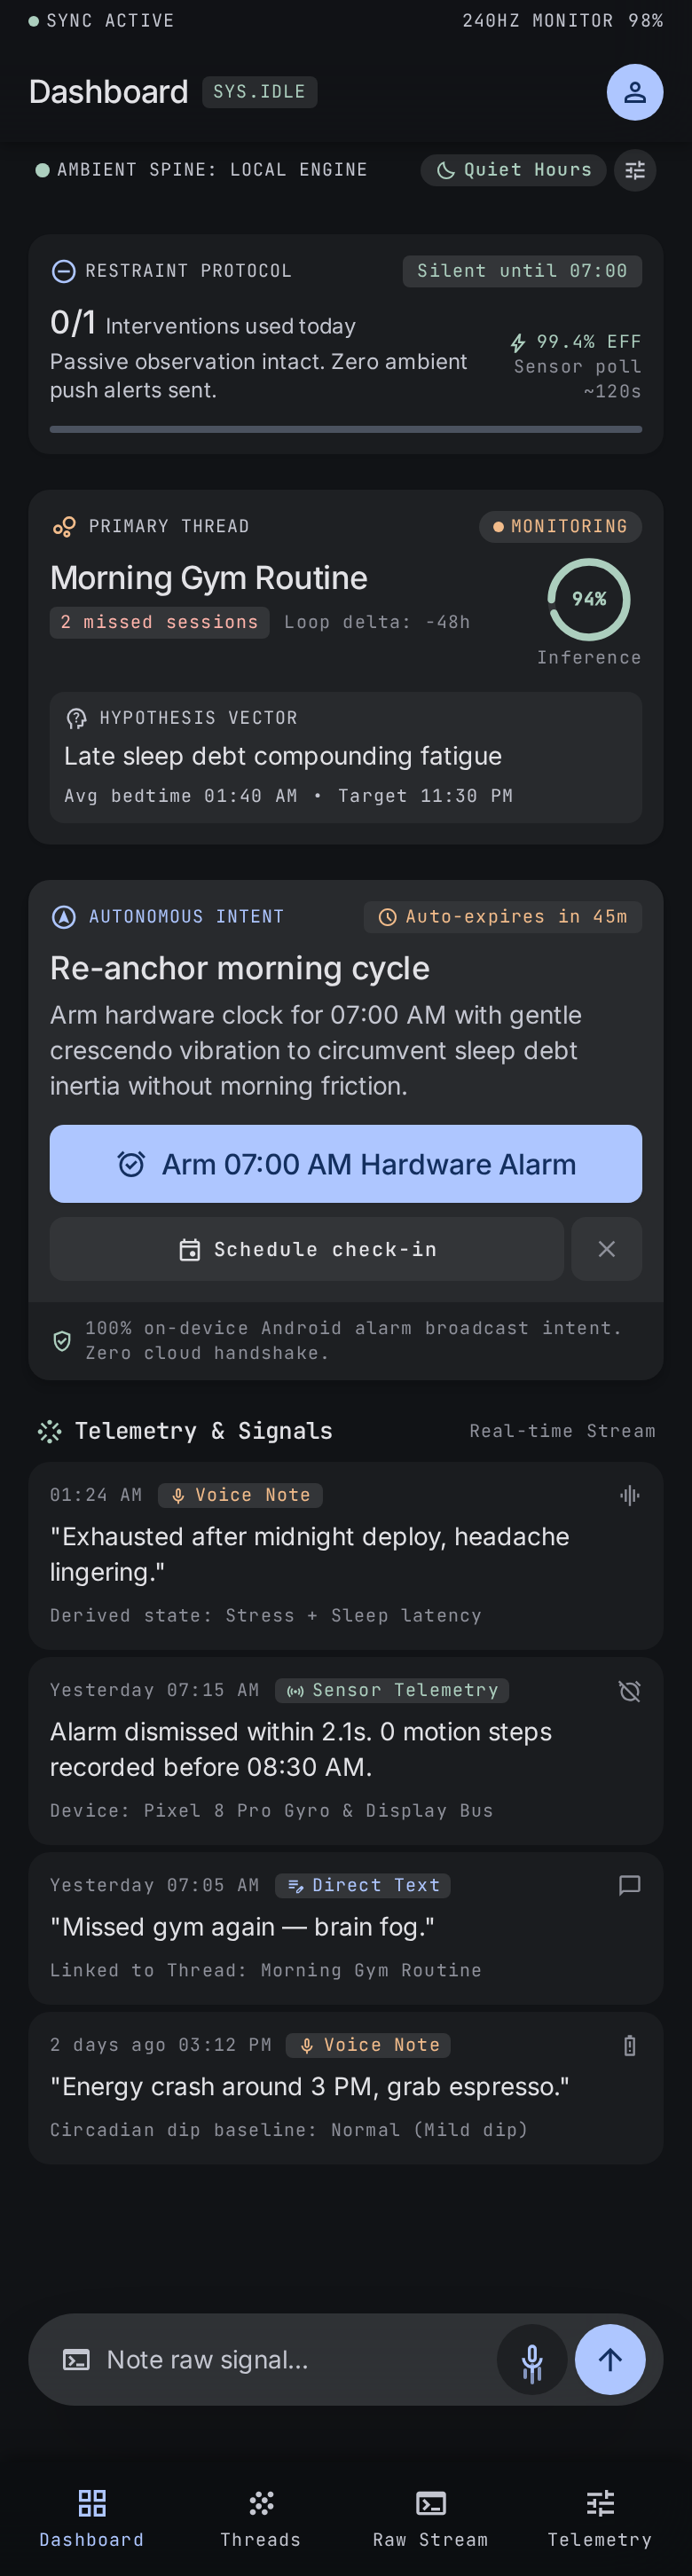 SYNC ACTIVE
240HZ MONITOR 98%
Dashboard
SYS.IDLE
AMBIENT SPINE: LOCAL ENGINE
Quiet Hours
RESTRAINT PROTOCOL
Silent until 07:00
0/1 Interventions used today
Passive observation intact. Zero ambient
push alerts sent.
99.4% EFF
Sensor poll
~120s
PRIMARY THREAD
MONITORING
Morning Gym Routine
2 missed sessions
Loop delta: -48h
94%
Inference
HYPOTHESIS VECTOR
Late sleep debt compounding fatigue
Avg bedtime 01:40 AM • Target 11:30 PM
AUTONOMOUS INTENT
Auto-expires in 45m
Re-anchor morning cycle
Arm hardware clock for 07:00 AM with gentle
crescendo vibration to circumvent sleep debt
inertia without morning friction.
Arm 07:00 AM Hardware Alarm
Schedule check-in
100% on-device Android alarm broadcast intent.
Zero cloud handshake.
Telemetry & Signals
Real-time Stream
01:24 AM
Voice Note
"Exhausted after midnight deploy, headache
lingering."
Derived state: Stress + Sleep latency
Yesterday 07:15 AM
Sensor Telemetry
Alarm dismissed within 2.1s. 0 motion steps
recorded before 08:30 AM.
Device: Pixel 8 Pro Gyro & Display Bus
Yesterday 07:05 AM
Direct Text
"Missed gym again — brain fog."
Linked to Thread: Morning Gym Routine
2 days ago 03:12 PM
Voice Note
"Energy crash around 3 PM, grab espresso."
Circadian dip baseline: Normal (Mild dip)
Note raw signal...
Dashboard
Threads
Raw Stream
Telemetry